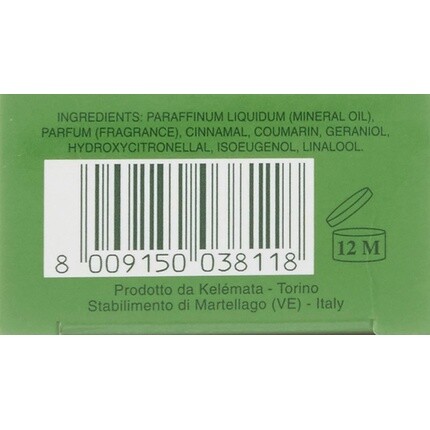 INGREDIENTS: PARAFFINUM LIQUIDUM (MINERAL OIL),
PARFUM (FRAGRANCE), CINNAMAL, COUMARIN, GERANIOL,
HYDROXYCITRONELLAL, ISOEUGENOL, LINALOOL.
12 M
8 009150 038118
Prodotto da Kelémata - Torino
Stabilimento di Martellago (VE) - Italy